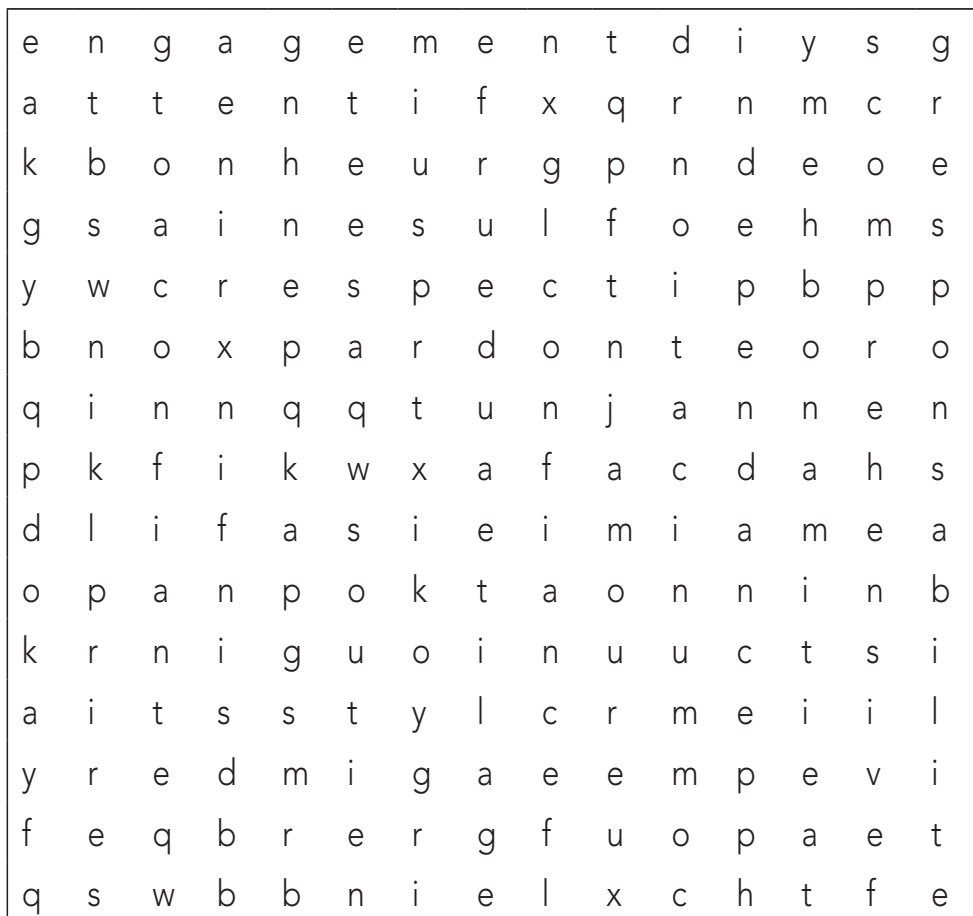 e n g a g e m e n t d i y s g
a t t e n t i f x q r n m c r
k b o n h e u r g p n d e o e
g s a i n e s u l f o e h m s
y w c r e s p e c t i p b p p
b n o x p a r d o n t e o r o
q i n n q q t u n j a n n e n
p k f i k w x a f a c d a h s
d l i f a s i e i m i a m e a
o p a n p o k t a o n n i n b
k r n i g u o i n u u c t s i
a i t s s t y l c r m e i i l
y r e d m i g a e e m p e v i
f e q b r e r g f u o p a e t
q s w b b n i e l x c h t f e